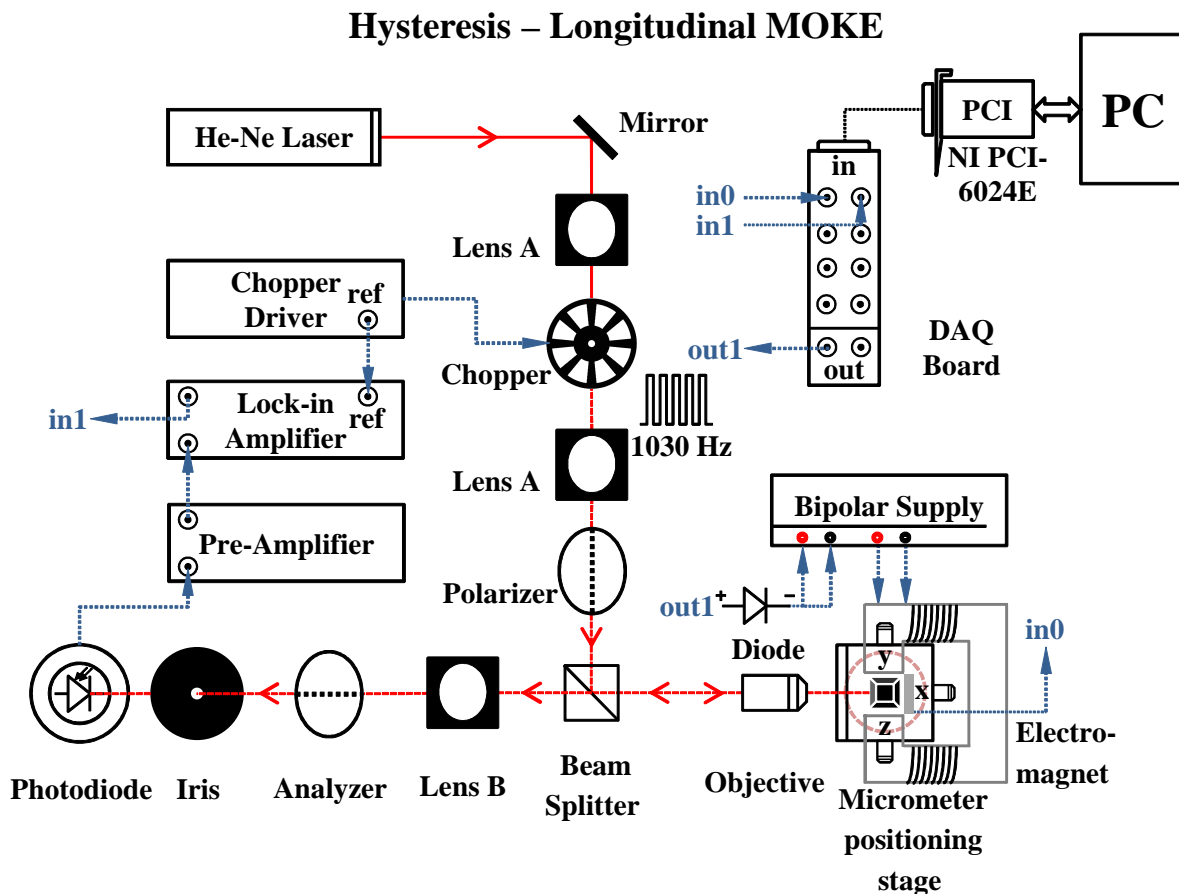 Hysteresis – Longitudinal MOKE
He-Ne Laser
Mirror
PCI
PC
NI PCI-
6024E
in
in0
in1
Lens A
Chopper
Driver
ref
Chopper
out1
out
DAQ
Board
Lock-in
Amplifier
ref
in1
1030 Hz
Lens A
Pre-Amplifier
Bipolar Supply
Polarizer
out1
+
-
in0
Diode
y
x
z
Electro-
magnet
Photodiode
Iris
Analyzer
Lens B
Beam
Splitter
Objective
Micrometer
positioning
stage